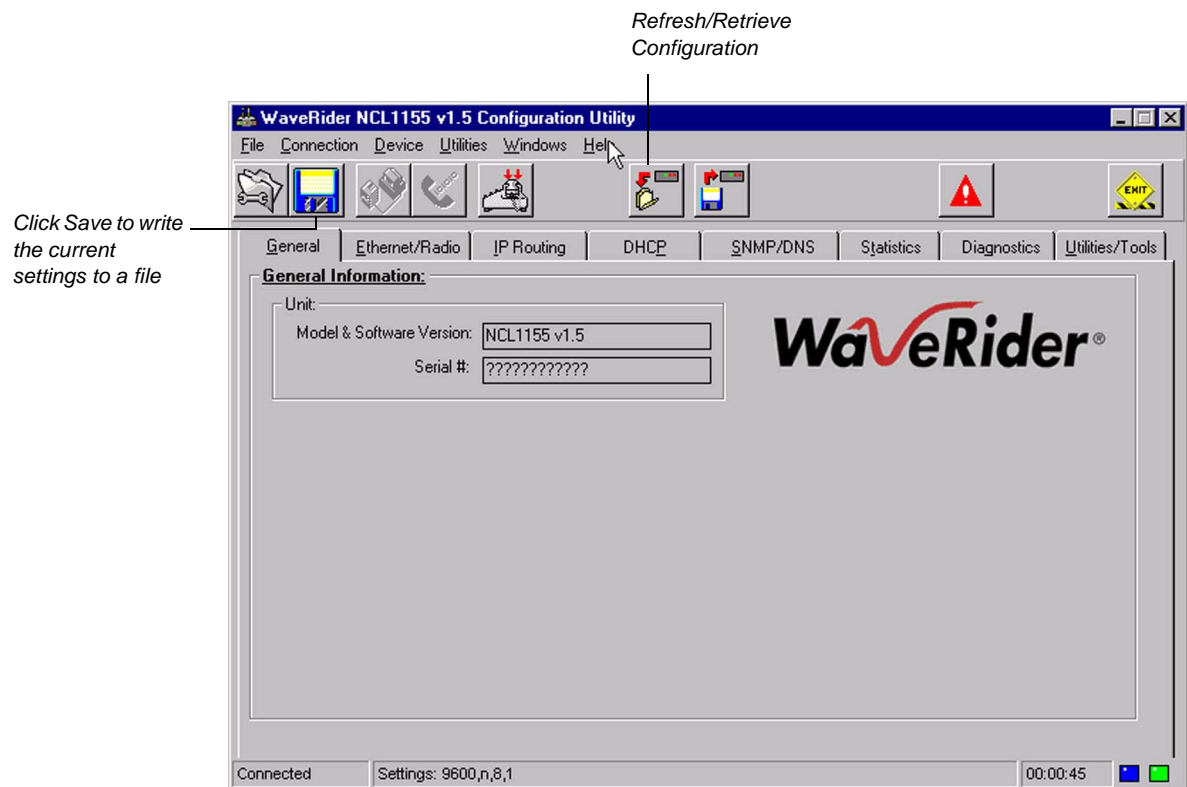 Refresh/Retrieve
Configuration
WaveRider NCL1155 v1.5 Configuration Utility
File Connection Device Utilities Windows Help
EXIT
Click Save to write
the current
settings to a file
General Ethernet/Radio IP Routing DHCP SNMP/DNS Statistics Diagnostics Utilities/Tools
General Information:
Unit:
Model & Software Version: NCL1155 v1.5
Serial #: ????????????
WaveRider®
Connected Settings: 9600,n,8,1 00:00:45